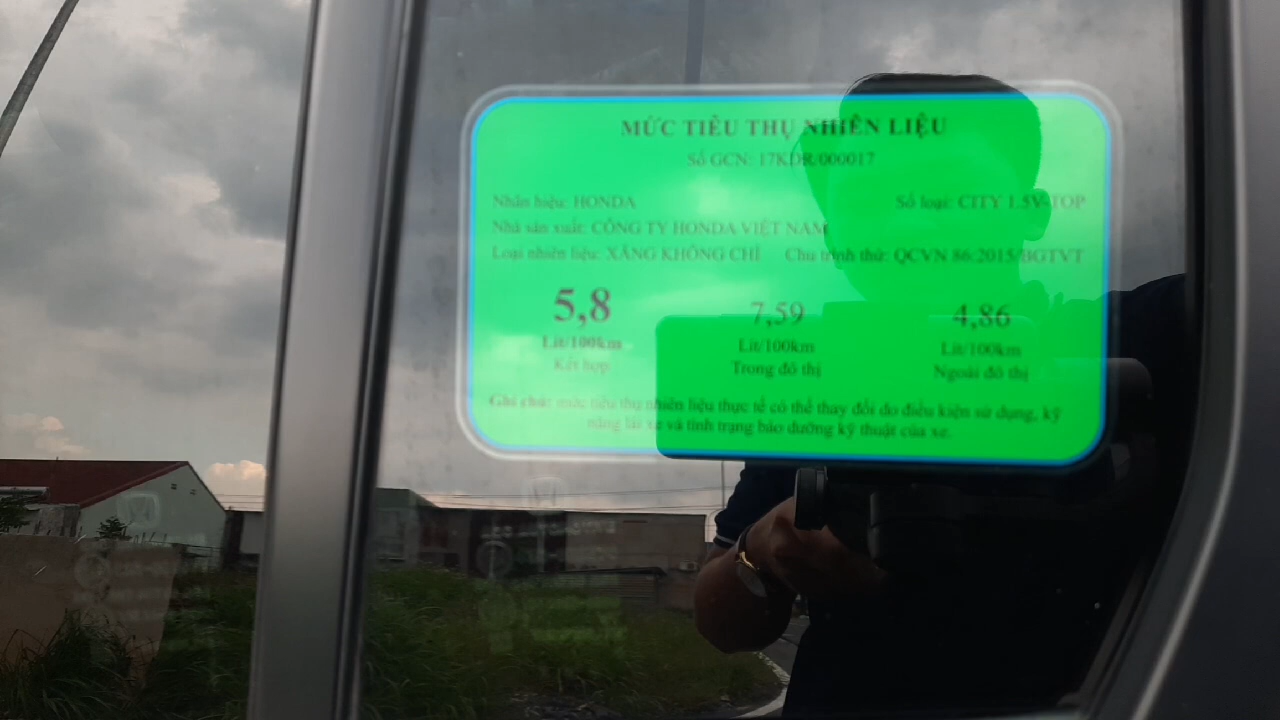 MỨC TIÊU THỤ NHIÊN LIỆU
Số GCN: 17KDR/000017
Nhãn hiệu: HONDA Số loại: CITY 1.5V-TOP
Nhà sản xuất: CÔNG TY HONDA VIỆT NAM
Loại nhiên liệu: XĂNG KHÔNG CHÌ Chu trình thử: QCVN 86:2015/BGTVT
5,8 7,59 4,86
Lít/100km Lít/100km Lít/100km
Kết hợp Trong đô thị Ngoài đô thị
Ghi chú: mức tiêu thụ nhiên liệu thực tế có thể thay đổi do điều kiện sử dụng, kỹ
năng lái xe và tình trạng bảo dưỡng kỹ thuật của xe.